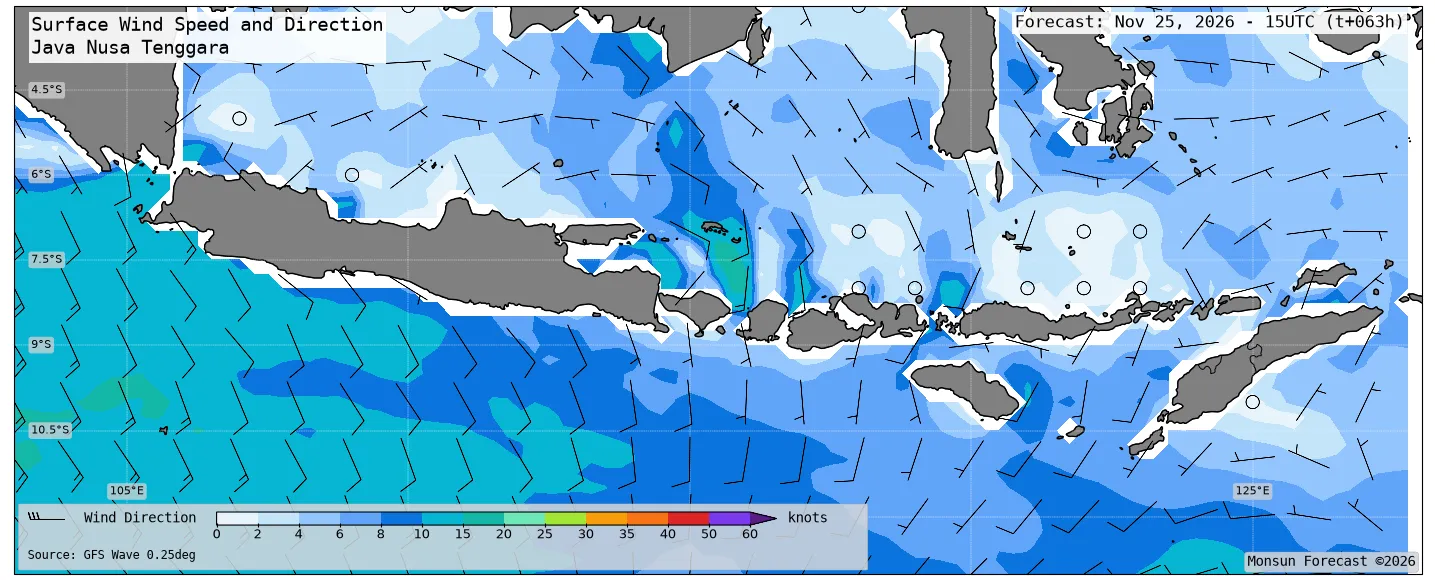 Surface Wind Speed and Direction
Java Nusa Tenggara
Forecast: Nov 25, 2026 - 15UTC (t+063h)
4.5°S
6°S
7.5°S
9°S
10.5°S
105°E
125°E
Wind Direction
0 2 4 6 8 10 15 20 25 30 35 40 50 60
knots
Source: GFS Wave 0.25deg
Monsun Forecast ©2026